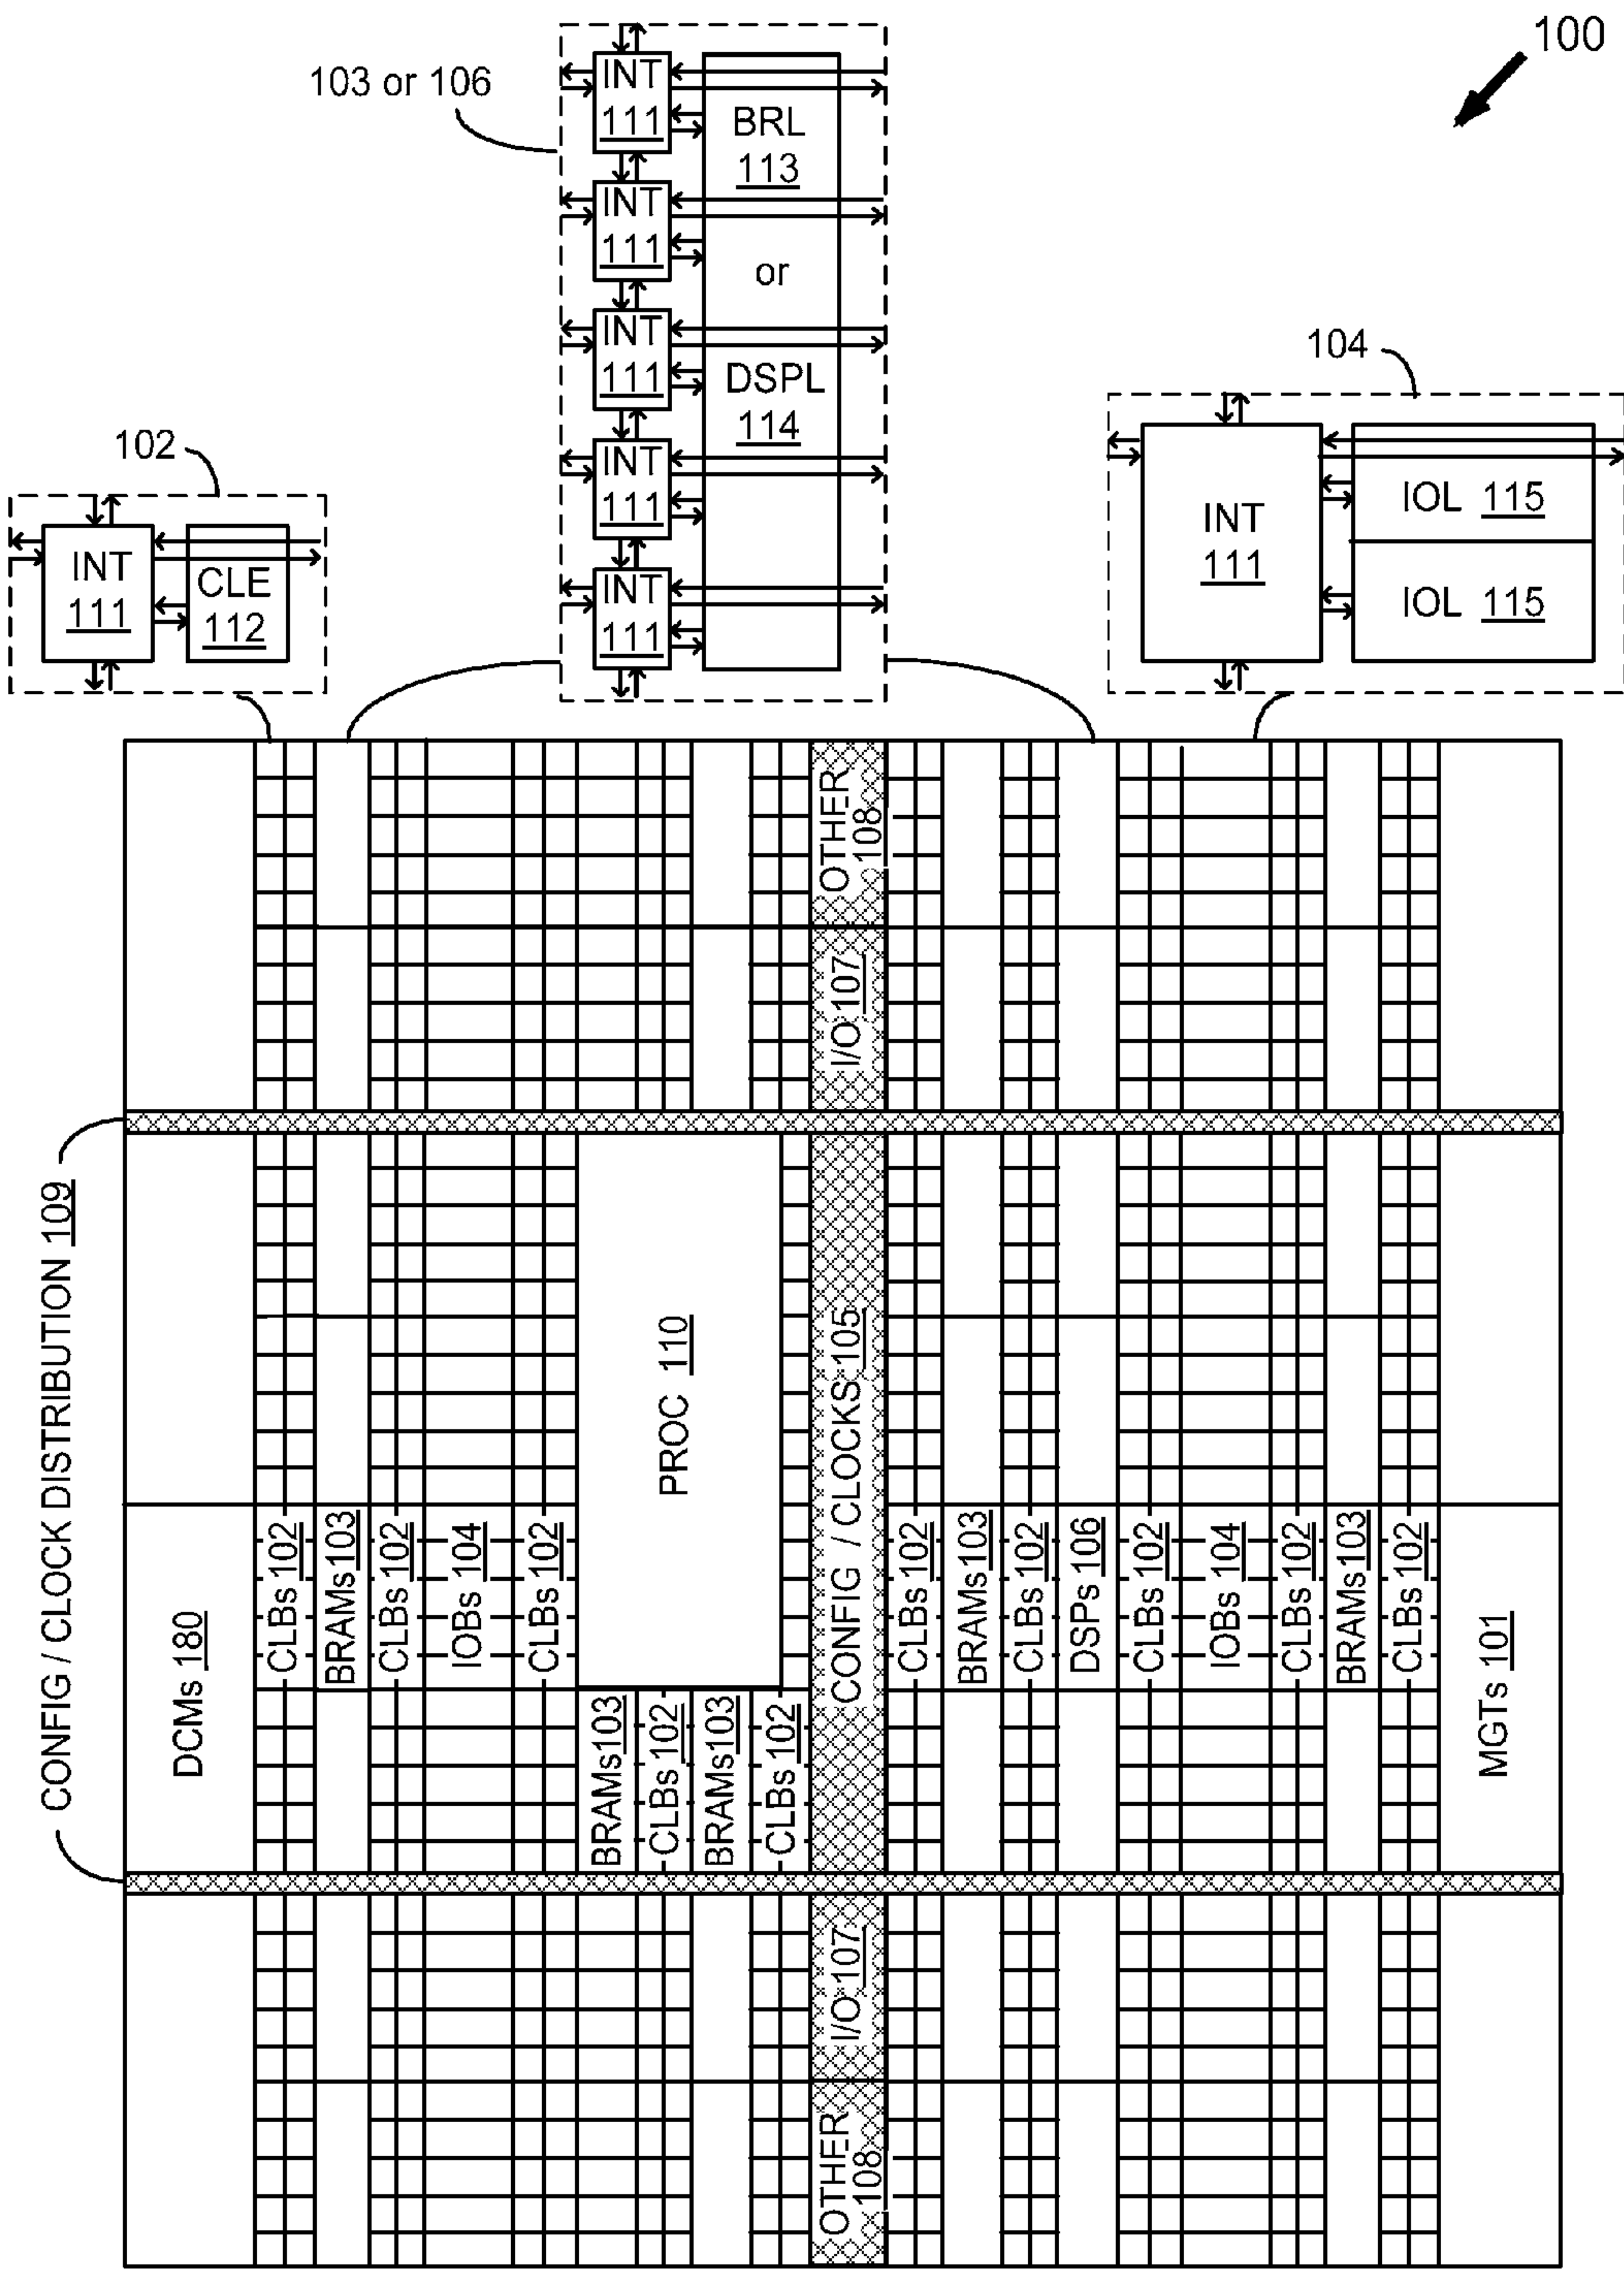 100
103 or 106
INT
111
INT
111
INT
111
INT
111
INT
111
BRL
113
or
DSPL
114
104
INT
111
IOL 115
IOL 115
102
INT
111
CLE
112
OTHER
108
I/O 107
CONFIG / CLOCK DISTRIBUTION 109
PROC 110
CONFIG / CLOCKS 105
DCMs 180
CLBs 102
BRAMs 103
CLBs 102
IOBs 104
CLBs 102
BRAMs 103
CLBs 102
BRAMs 103
CLBs 102
CLBs 102
BRAMs 103
CLBs 102
DSPs 106
CLBs 102
IOBs 104
CLBs 102
BRAMs 103
CLBs 102
MGTs 101
I/O 107
OTHER
108